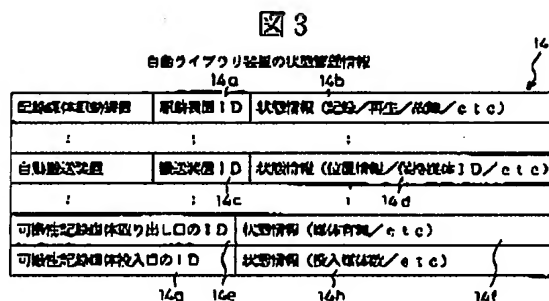 図3
自動ライブラリ装置の状態管理情報
14
14a 14b
記録媒体駆動装置 駆動装置ID 状態情報(記録/再生/故障/etc)
: : :
自動搬送装置 搬送装置ID 状態情報(位置情報/媒体ID/etc)
: 14c : 14d
可搬性記録媒体取り出し口のID 状態情報(媒体有無/etc)
可搬性記録媒体投入口のID 状態情報(投入媒体数/etc)
14g 14e 14h 14f